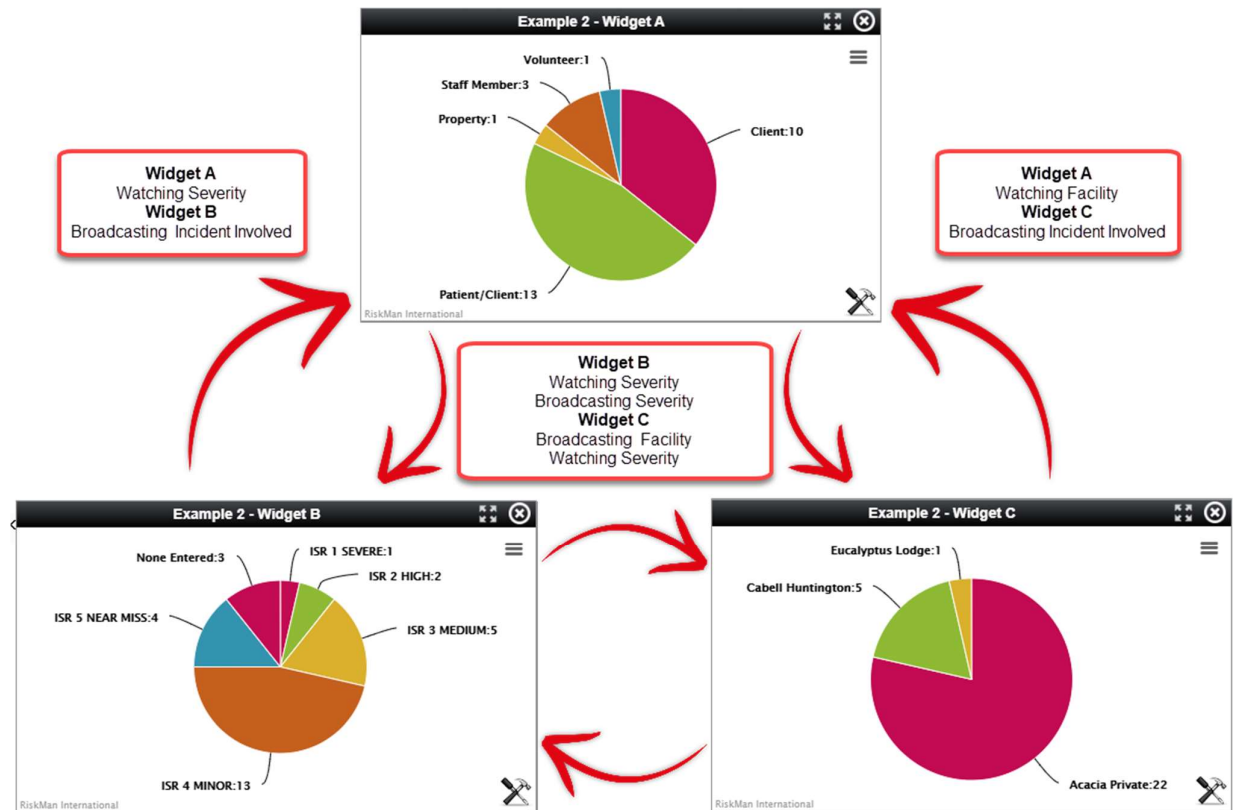 Example 2 - Widget A
Volunteer:1
Staff Member:3
Property:1
Client:10
Patient/Client:13
RiskMan International
Widget A
Watching Severity
Widget B
Broadcasting Incident Involved
Widget A
Watching Facility
Widget C
Broadcasting Incident Involved
Widget B
Watching Severity
Broadcasting Severity
Widget C
Broadcasting Facility
Watching Severity
Example 2 - Widget B
None Entered:3
ISR 1 SEVERE:1
ISR 2 HIGH:2
ISR 5 NEAR MISS:4
ISR 3 MEDIUM:5
ISR 4 MINOR:13
RiskMan International
Example 2 - Widget C
Eucalyptus Lodge:1
Cabell Huntington:5
Acacia Private:22
RiskMan International